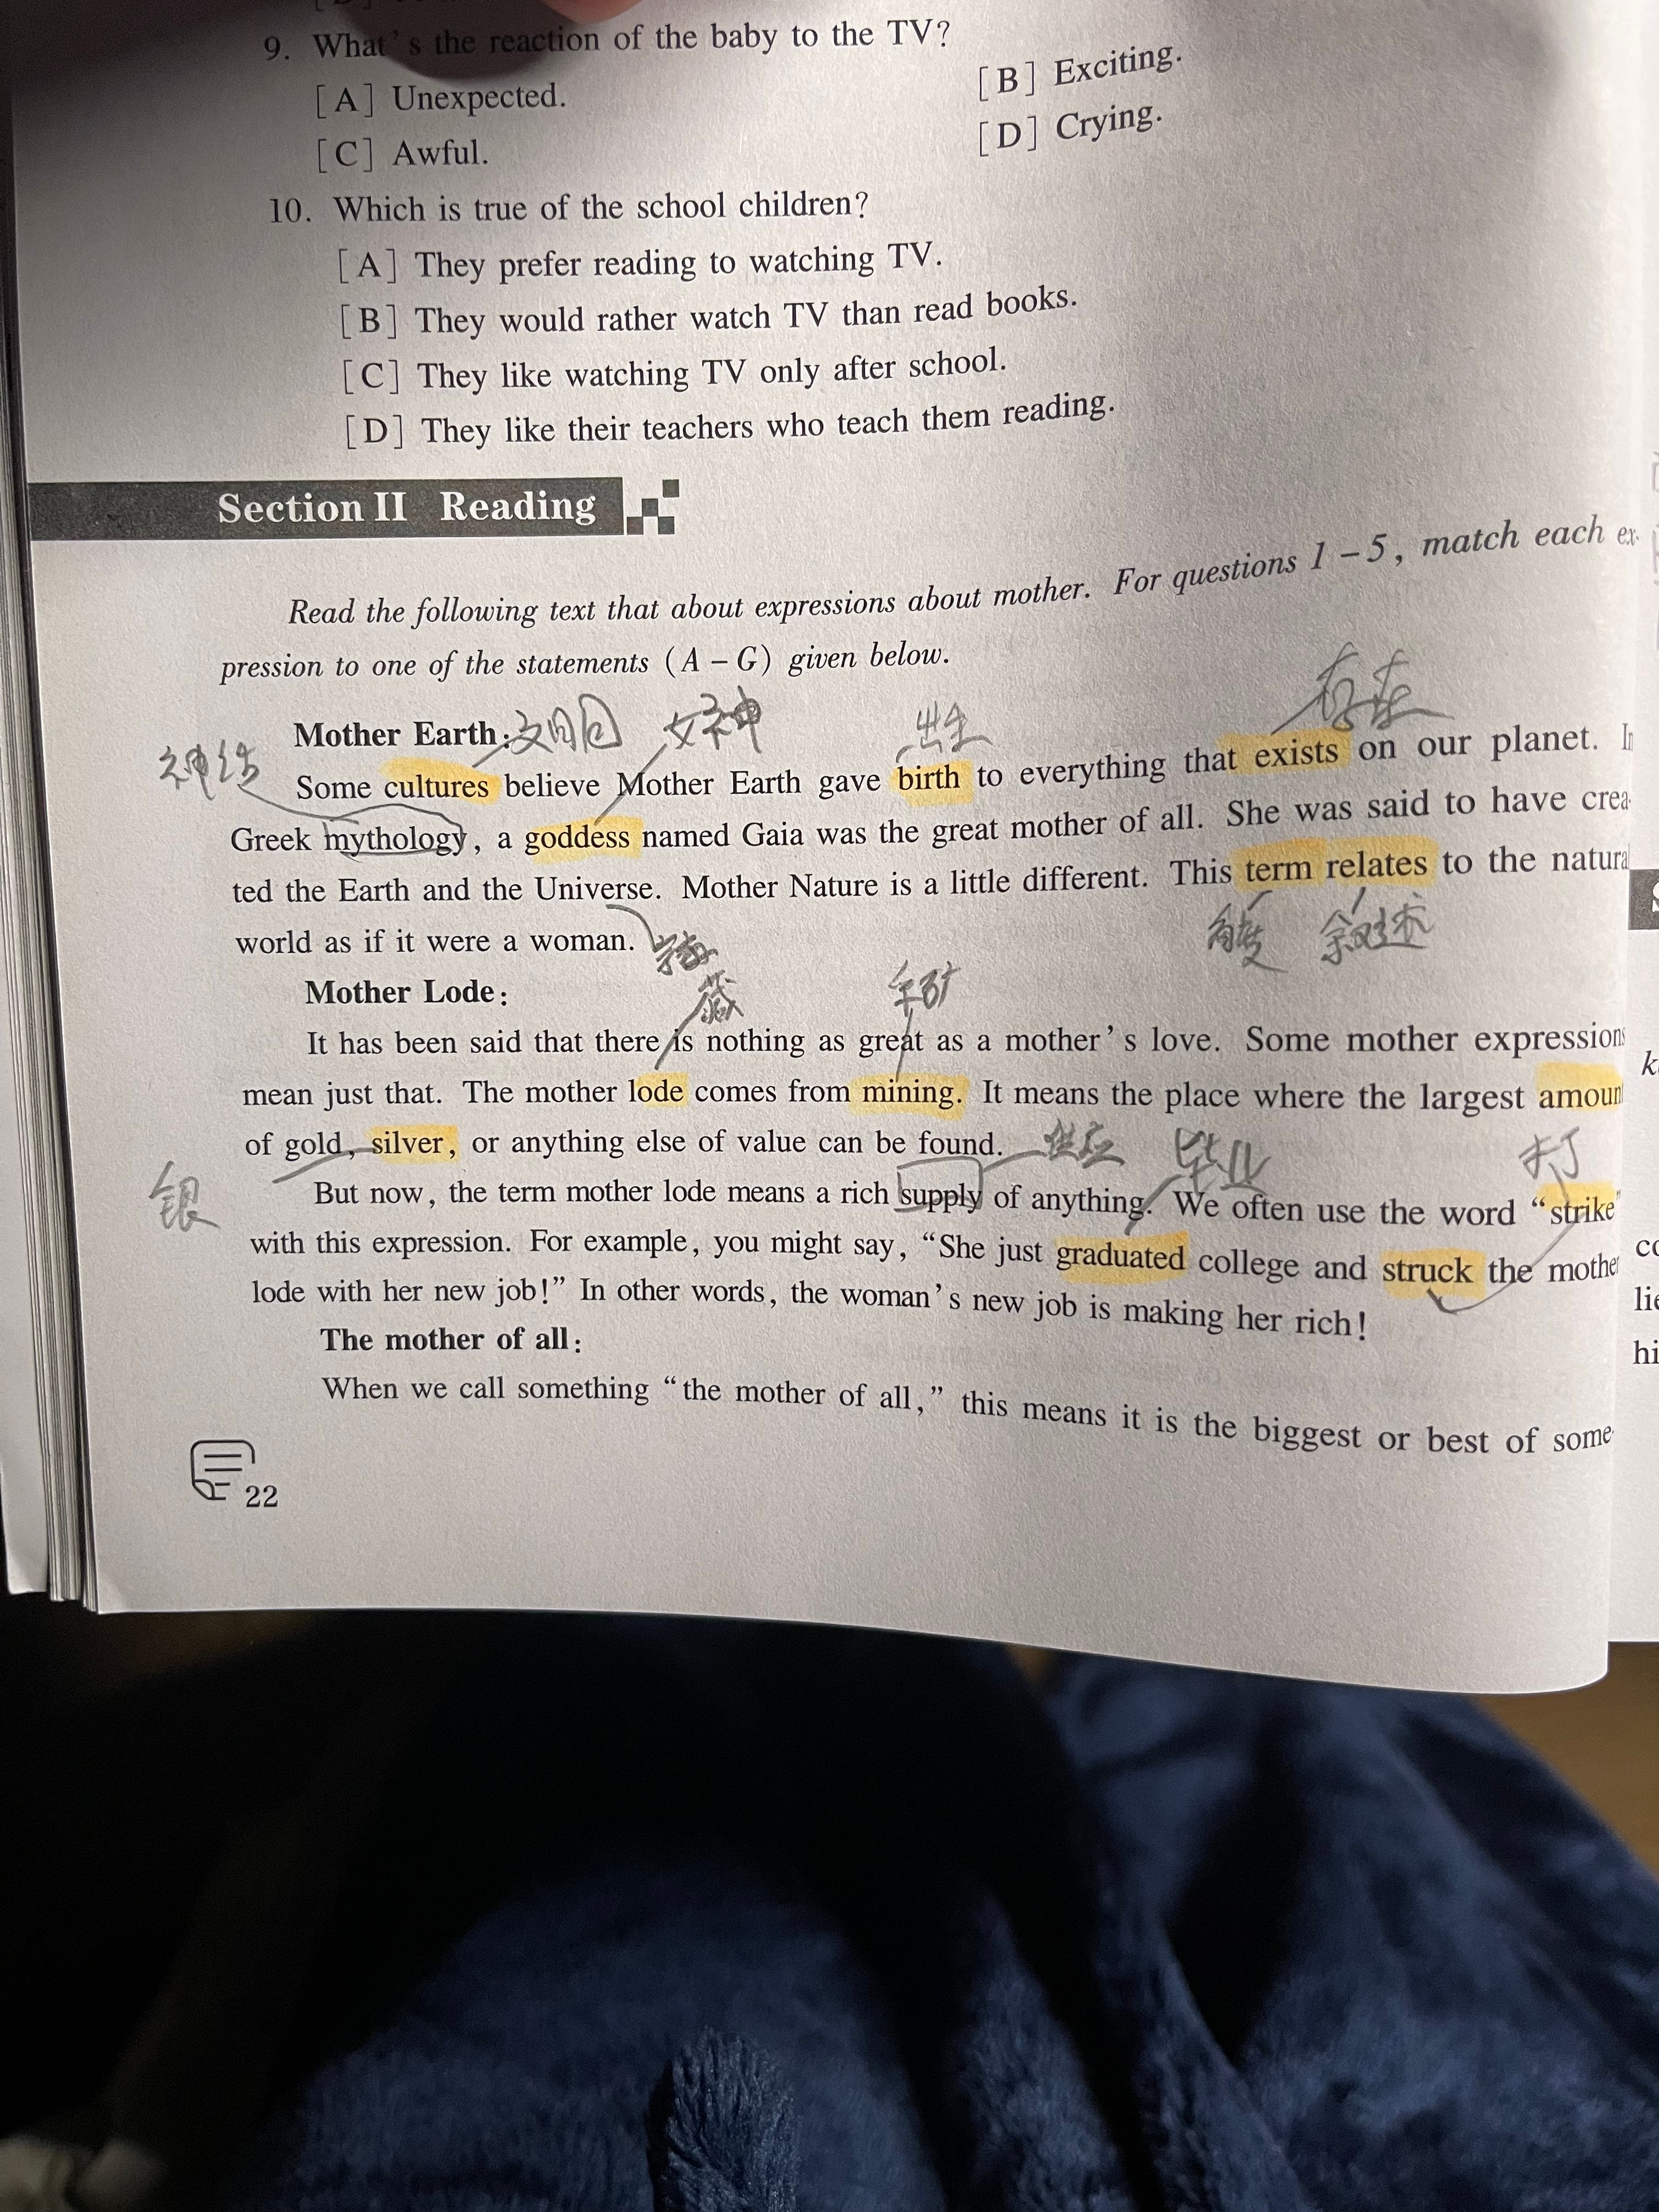 9. What's the reaction of the baby to the TV?
[A] Unexpected.
[B] Exciting.
[C] Awful.
[D] Crying.
10. Which is true of the school children?
[A] They prefer reading to watching TV.
[B] They would rather watch TV than read books.
[C] They like watching TV only after school.
[D] They like their teachers who teach them reading.
Section II Reading
Read the following text that about expressions about mother. For questions 1-5, match each ex-
pression to one of the statements (A-G) given below.
存在
Mother Earth:
女神
出生
神话
Some cultures believe Mother Earth gave birth to everything that exists on our planet. In
Greek mythology, a goddess named Gaia was the great mother of all. She was said to have crea-
ted the Earth and the Universe. Mother Nature is a little different. This term relates to the natural
叙述
world as if it were a woman.
Mother Lode:
It has been said that there is nothing as great as a mother's love. Some mother expressions
mean just that. The mother lode comes from mining. It means the place where the largest amoun
of gold, silver, or anything else of value can be found.
供应
毕业
打
银
But now, the term mother lode means a rich supply of anything. We often use the word "strike"
with this expression. For example, you might say, "She just graduated college and struck the mother
lode with her new job!" In other words, the woman's new job is making her rich!
The mother of all:
When we call something "the mother of all," this means it is the biggest or best of some-
22